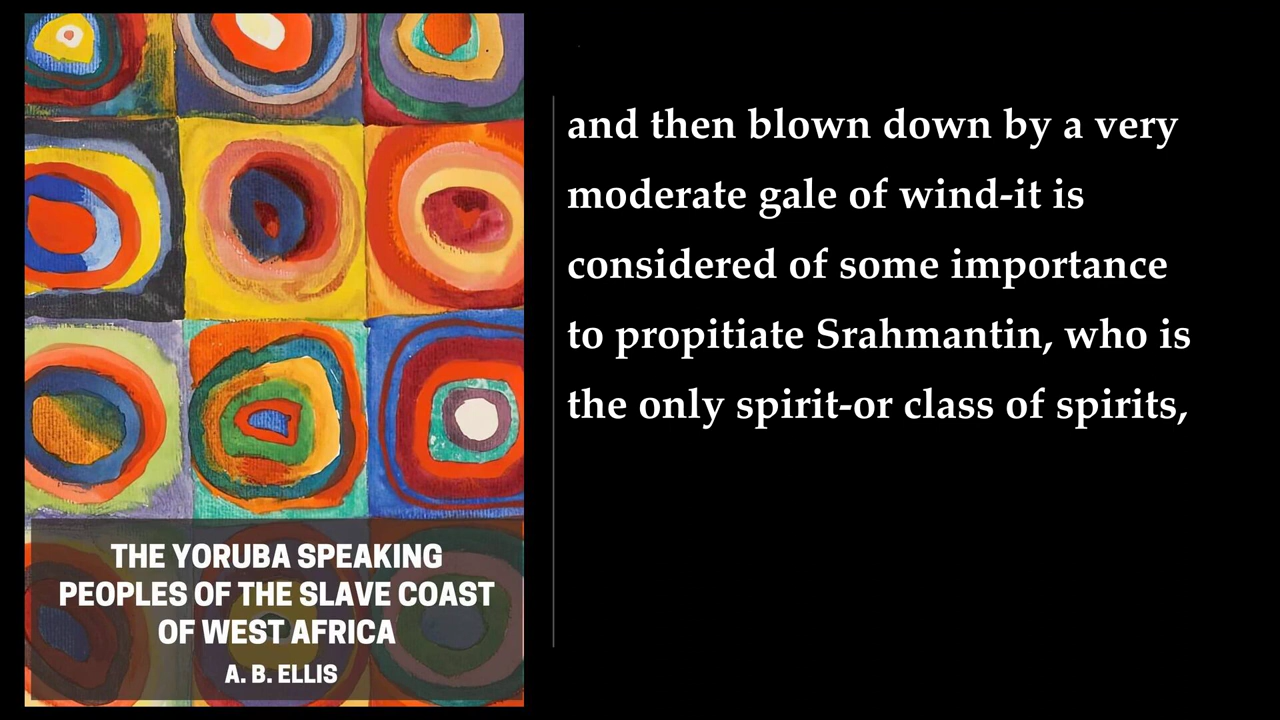 THE YORUBA SPEAKING
PEOPLES OF THE SLAVE COAST
OF WEST AFRICA
A. B. ELLIS
and then blown down by a very
moderate gale of wind-it is
considered of some importance
to propitiate Srahmantin, who is
the only spirit-or class of spirits,